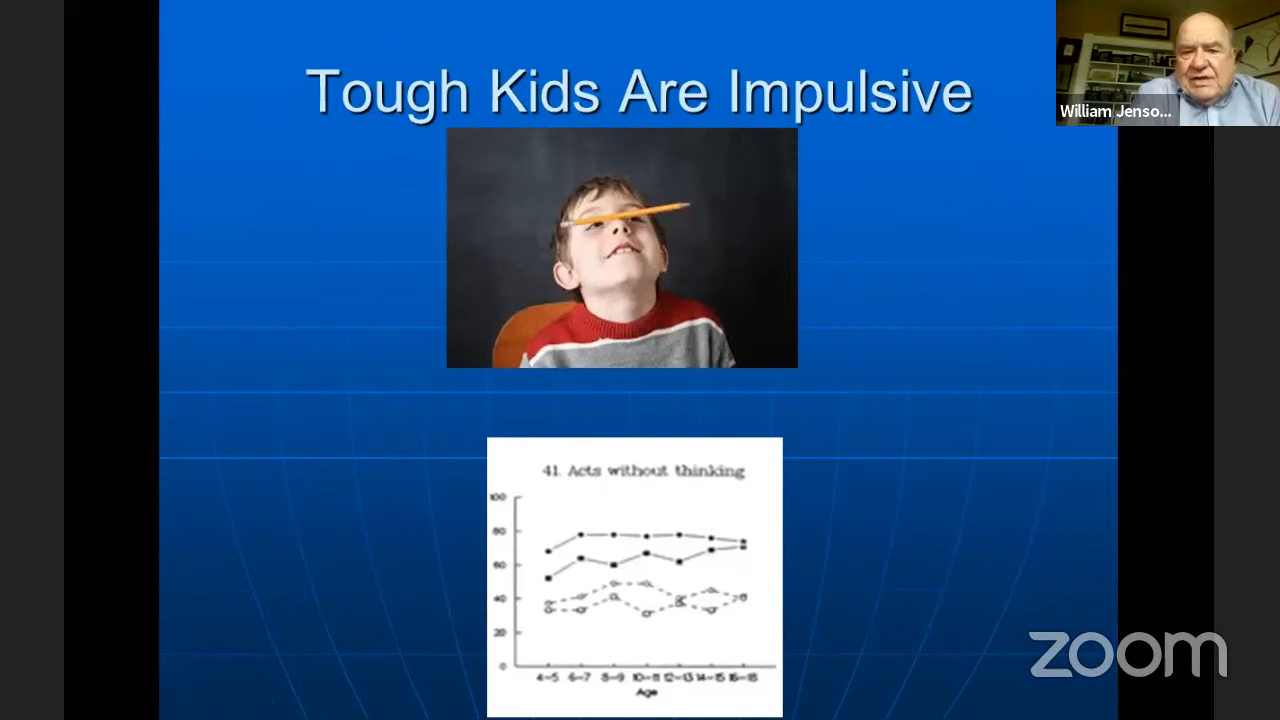 Tough Kids Are Impulsive
William Jenso...
41. Acts without thinking
100
80
60
40
20
0
4-5 6-7 8-9 10-11 12-13 14-15 16-18
Age
zoom